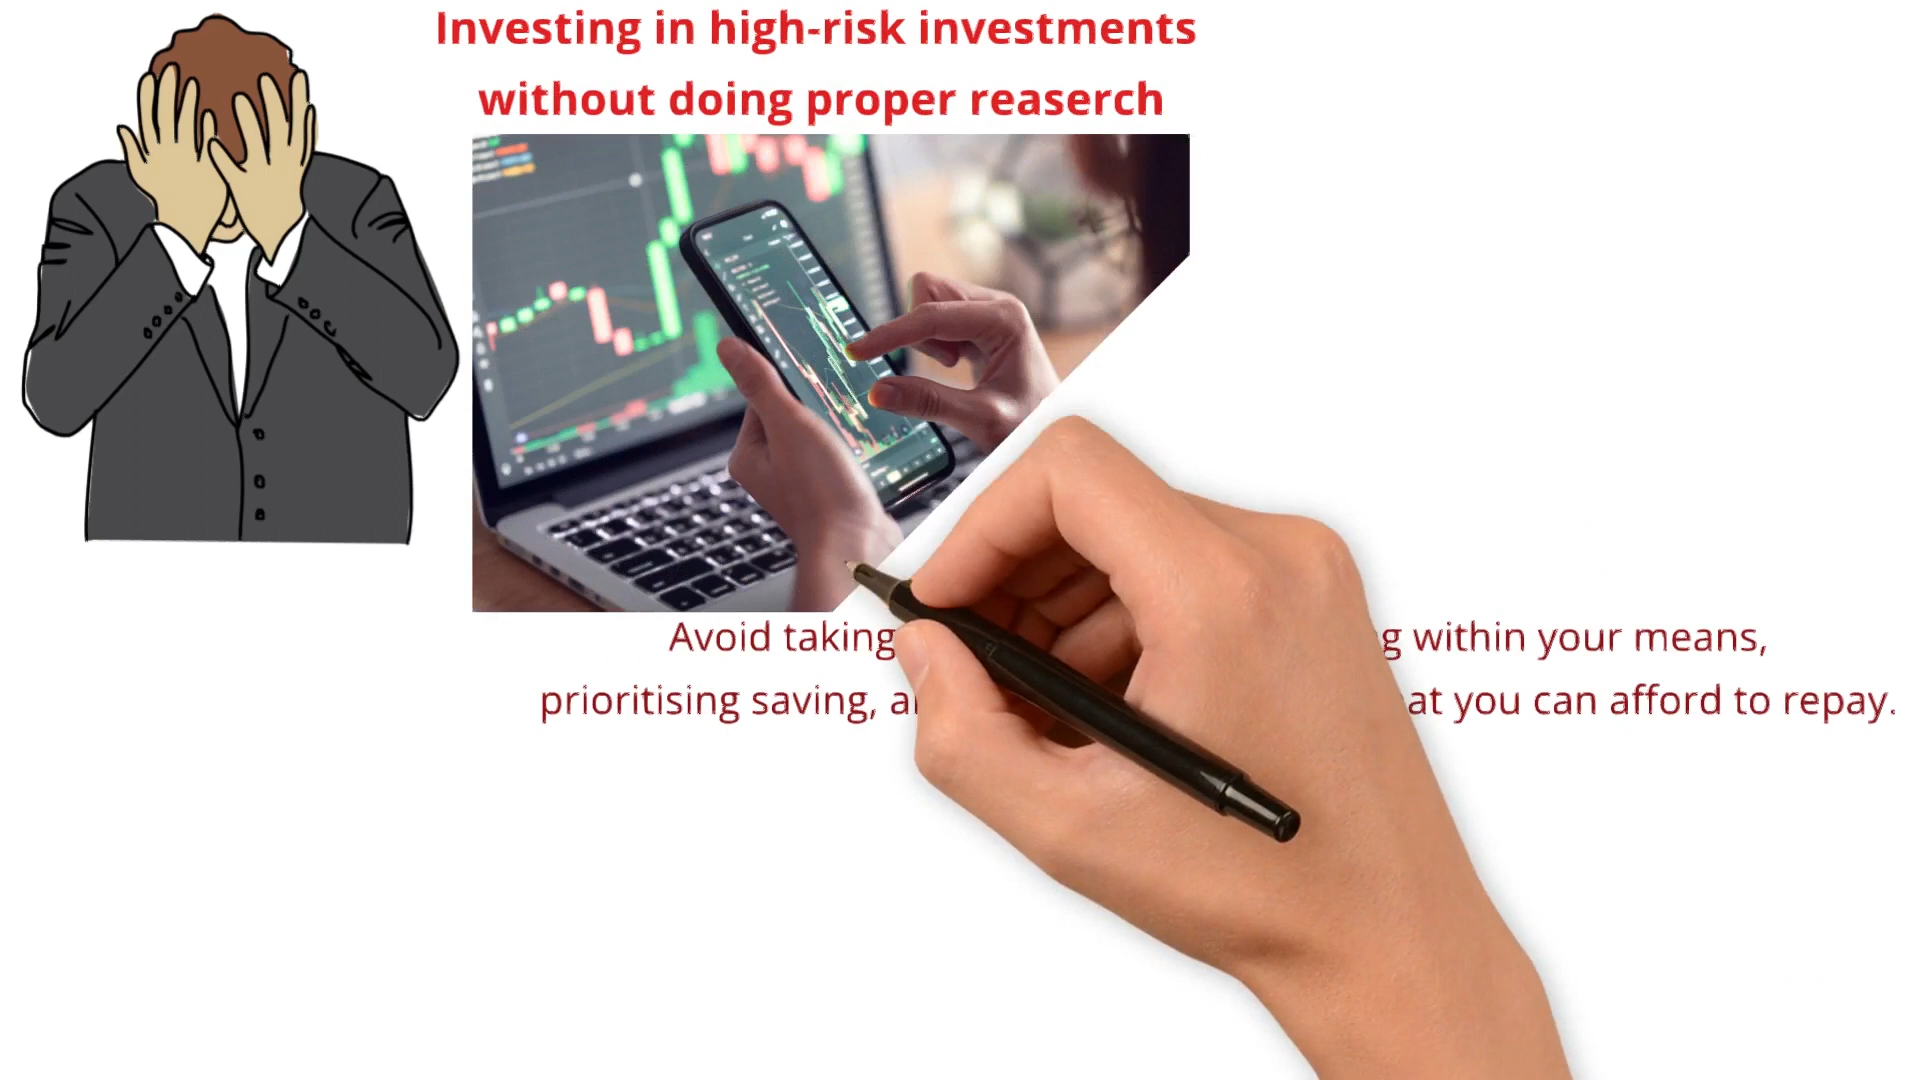 Investing in high-risk investments
without doing proper reaserch
Avoid taking g within your means,
prioritising saving, a at you can afford to repay.